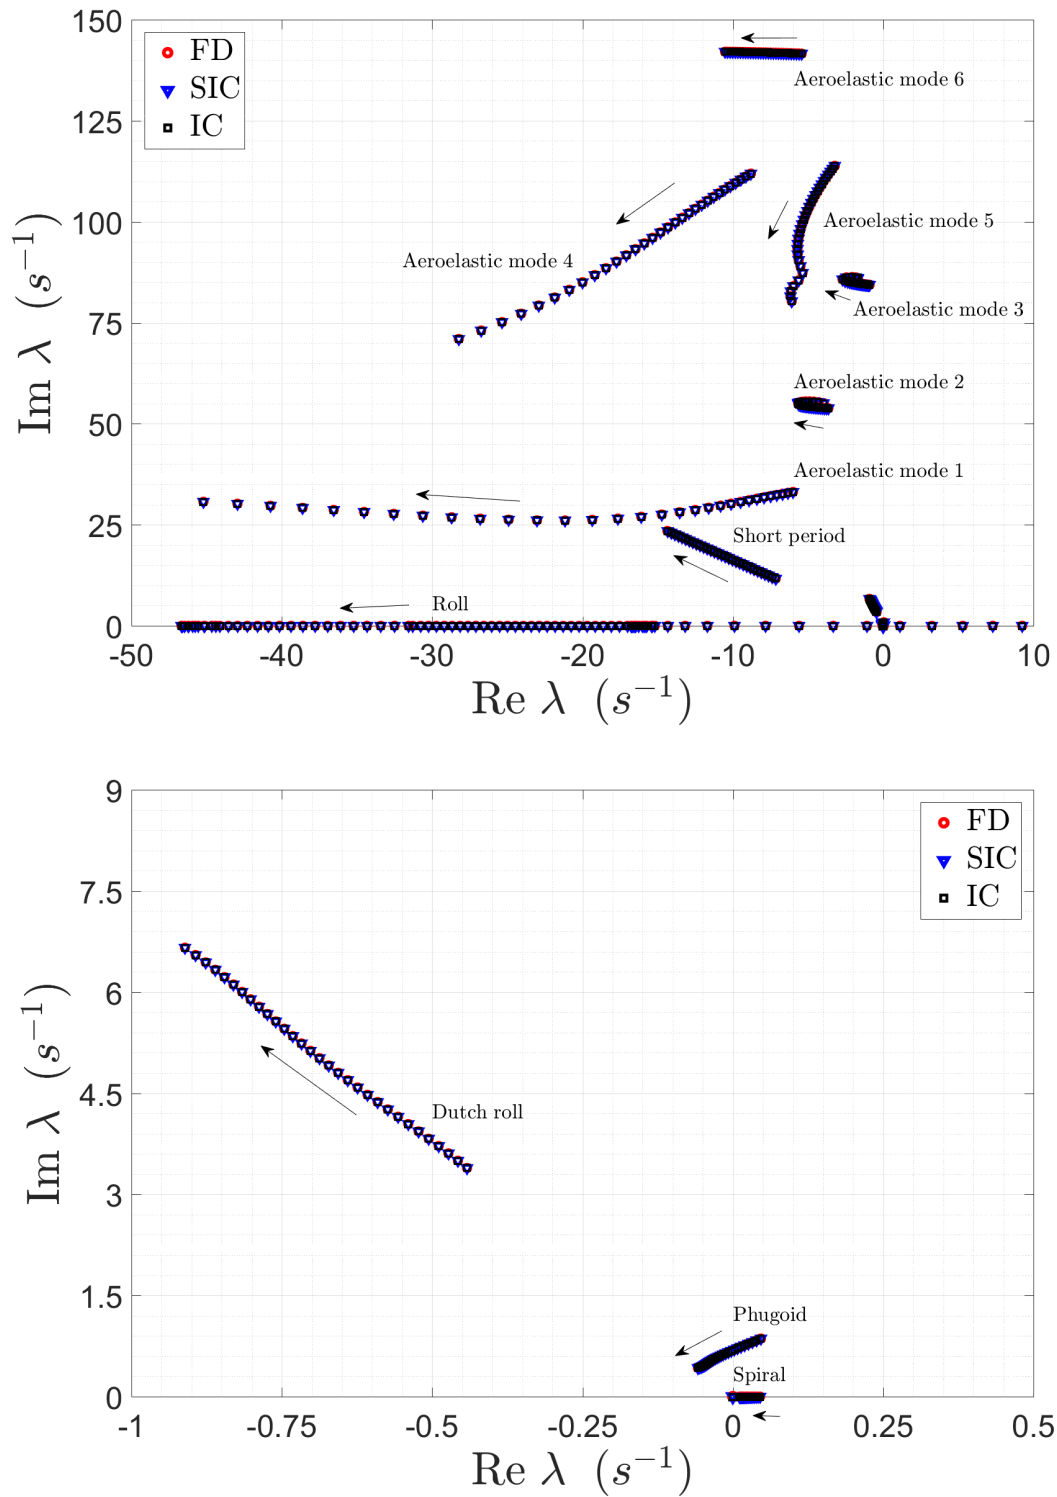 150
FD
SIC
IC
Aeroelastic mode 6
125
100
Aeroelastic mode 5
Aeroelastic mode 4
Aeroelastic mode 3
75
Aeroelastic mode 2
50
Aeroelastic mode 1
Short period
25
Roll
0
-50 -40 -30 -20 -10 0 10
Im λ (s⁻¹)
Re λ (s⁻¹)
9
FD
SIC
IC
7.5
6
4.5
Dutch roll
3
1.5
Phugoid
Spiral
0
-1 -0.75 -0.5 -0.25 0 0.25 0.5
Im λ (s⁻¹)
Re λ (s⁻¹)